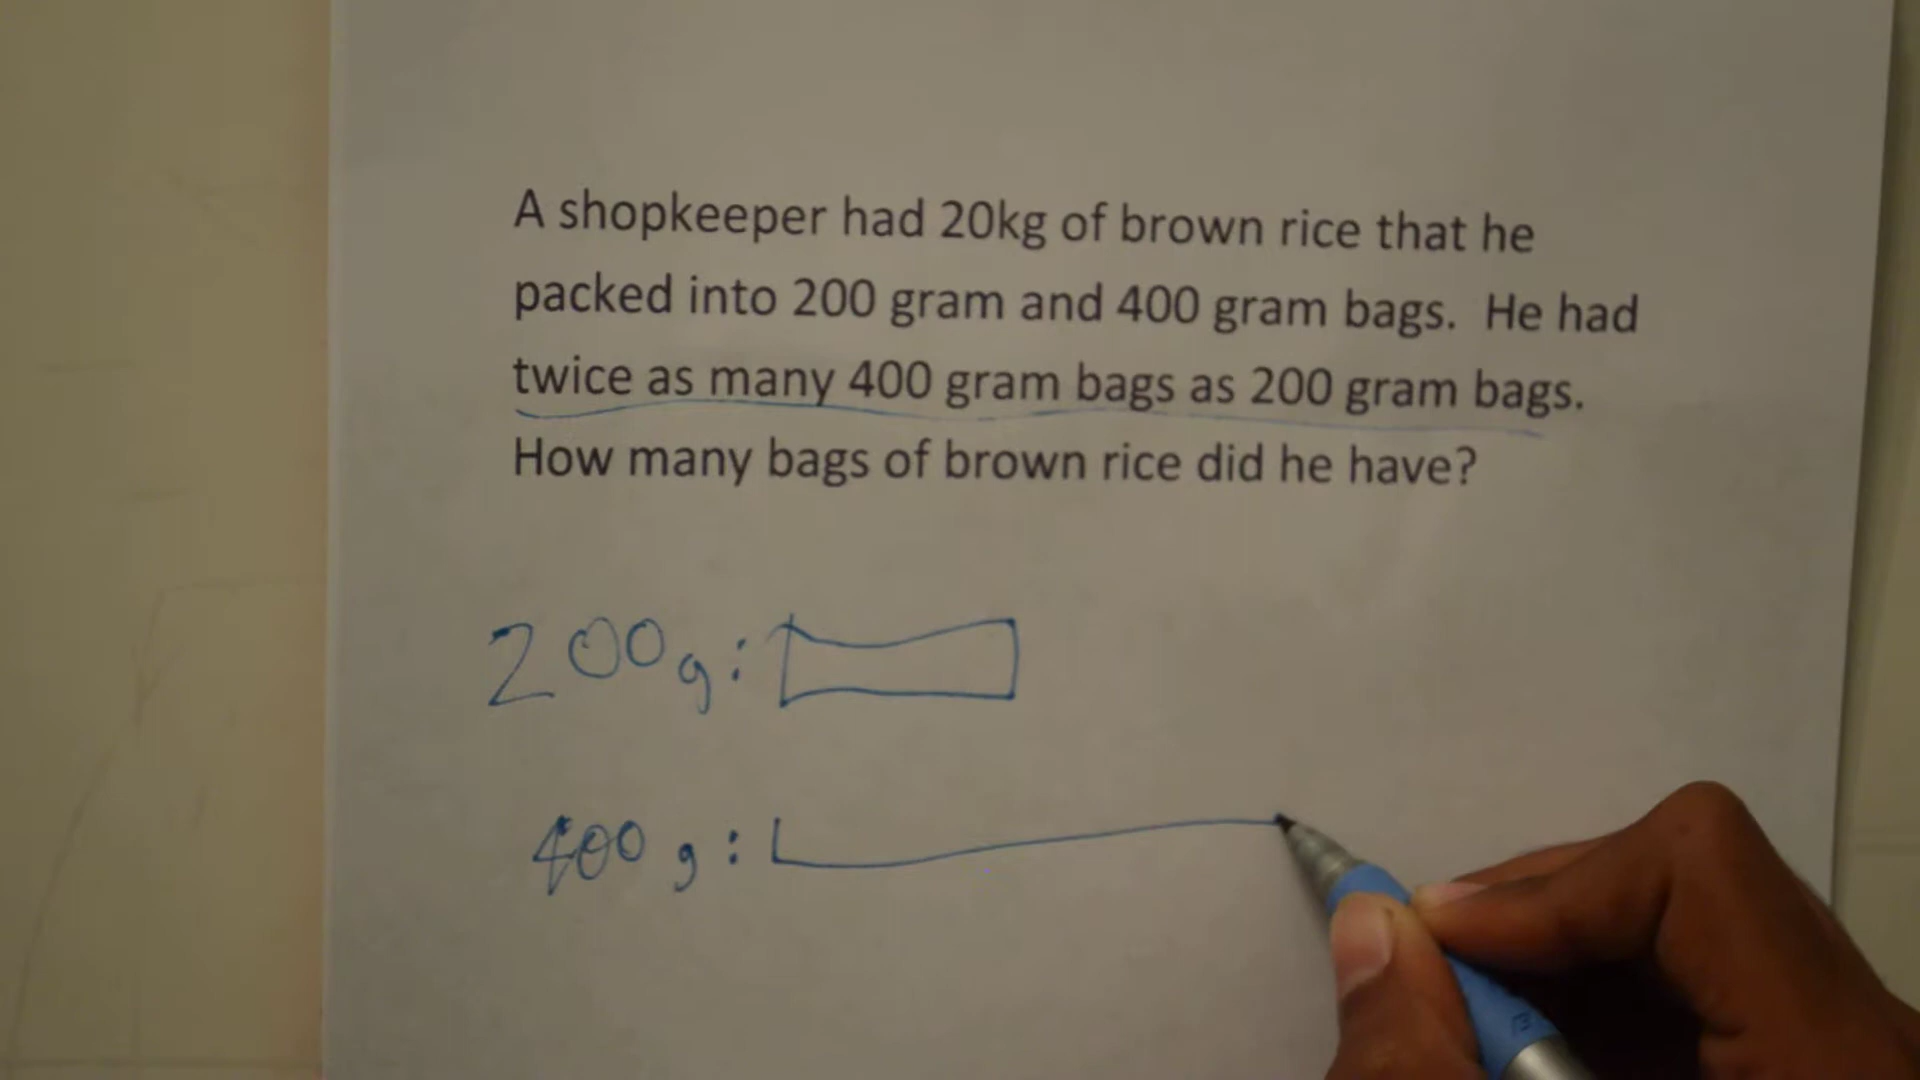 A shopkeeper had 20kg of brown rice that he
packed into 200 gram and 400 gram bags. He had
twice as many 400 gram bags as 200 gram bags.
How many bags of brown rice did he have?
200g:
400g: